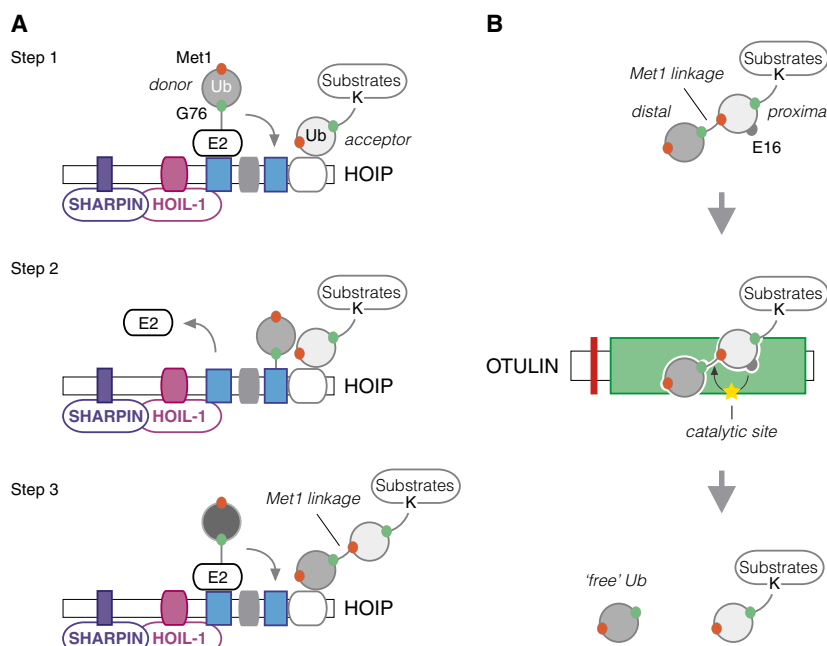 A
Step 1
Met1
donor
Ub
G76
E2
Substrates
K
Ub
acceptor
HOIP
SHARPIN
HOIL-1
Step 2
E2
Substrates
K
HOIP
SHARPIN
HOIL-1
Step 3
Met1 linkage
Substrates
K
E2
HOIP
SHARPIN
HOIL-1
B
Substrates
K
Met1 linkage
distal
proxima
E16
Substrates
K
OTULIN
catalytic site
Substrates
K
'free' Ub